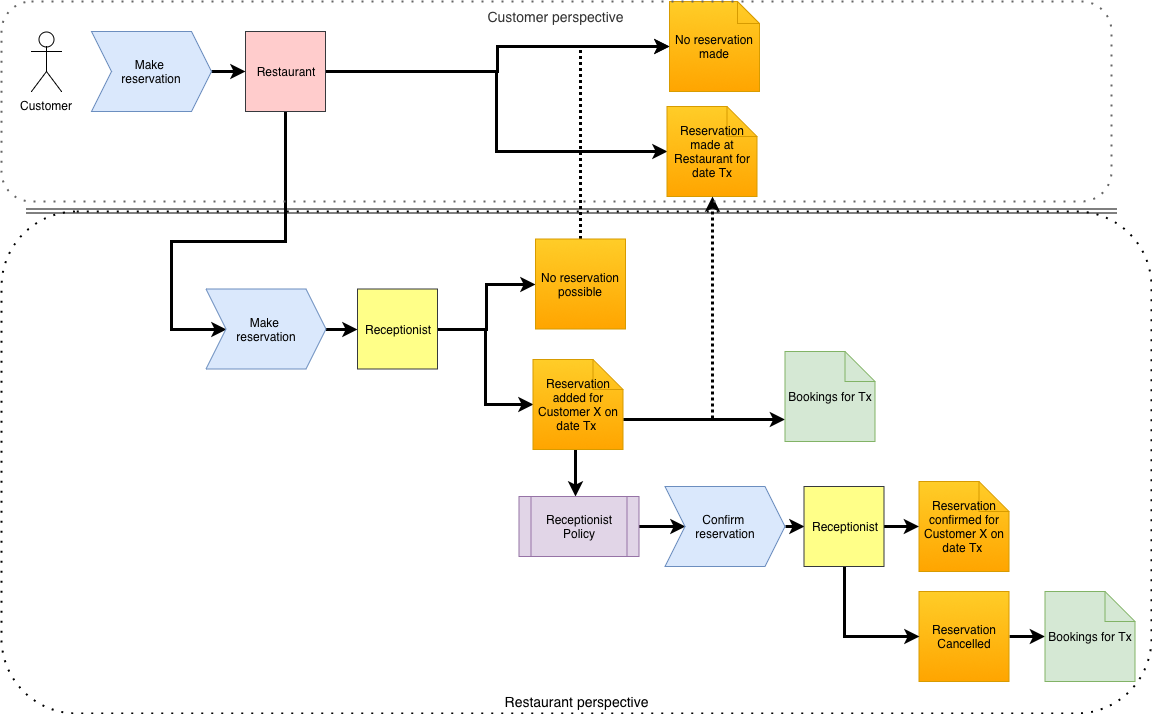 Customer perspective
Customer
Make
reservation
Restaurant
No reservation
made
Reservation
made at
Restaurant for
date Tx
Make
reservation
Receptionist
No reservation
possible
Reservation
added for
Customer X on
date Tx
Bookings for Tx
Receptionist
Policy
Confirm
reservation
Receptionist
Reservation
confirmed for
Customer X on
date Tx
Reservation
Cancelled
Bookings for Tx
Restaurant perspective